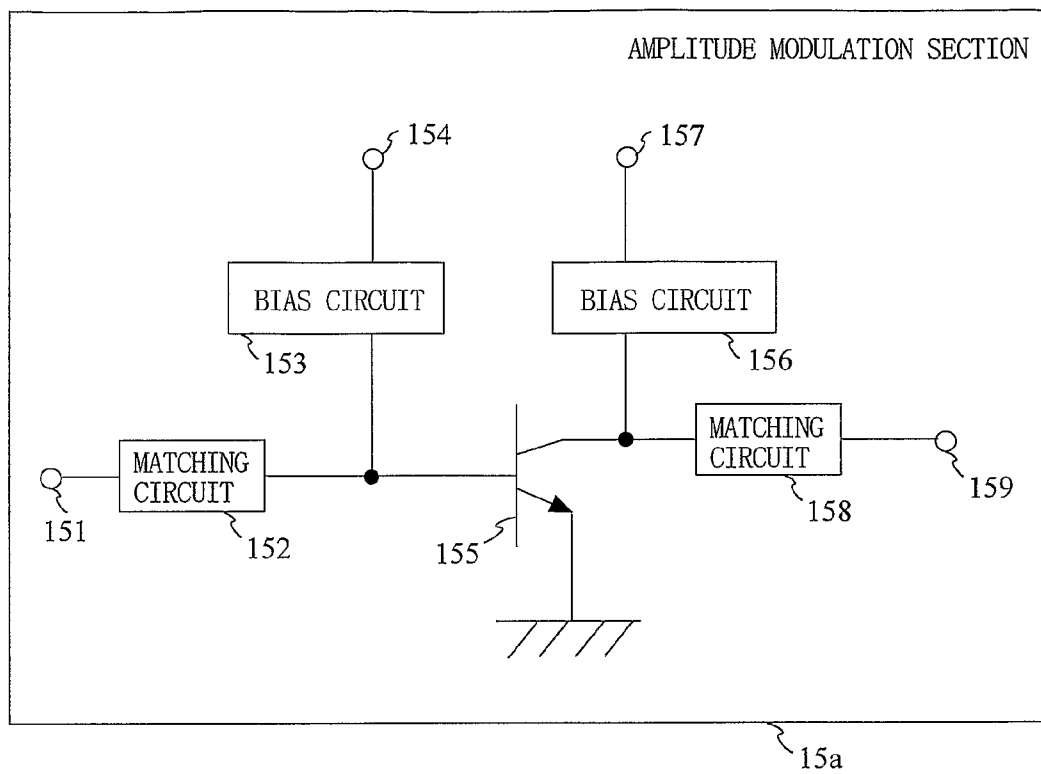 AMPLITUDE MODULATION SECTION
154
157
BIAS CIRCUIT
BIAS CIRCUIT
153
156
MATCHING
CIRCUIT
MATCHING
CIRCUIT
151
152
155
158
159
15a